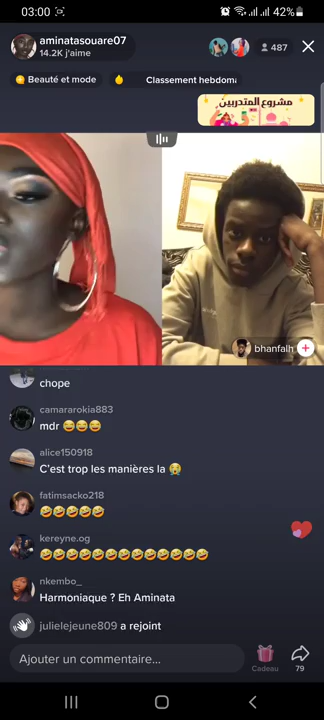 03:00
42%
aminatasouare07
14.2K j'aime
487
Beauté et mode
Classement hebdoma
مشروع المتدربين
bhanfalh
chope
camararokia883
mdr 😂😂😂
alice150918
C'est trop les manières la 😭
fatimsacko218
🤣🤣🤣🤣🤣
kereyne.og
🤣🤣🤣🤣🤣🤣🤣🤣🤣🤣🤣🤣🤣
nkembo_
Harmoniaque ? Eh Aminata
julielejeune809 a rejoint
Ajouter un commentaire...
Cadeau
79